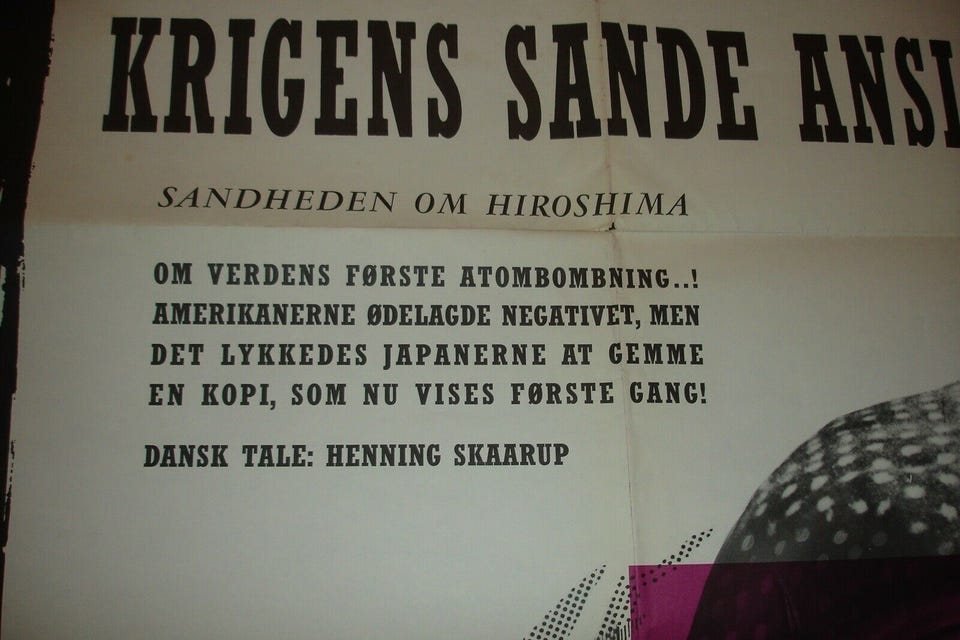 KRIGENS SANDE
SANDHEDEN OM HIROSHIMA
OM VERDENS FØRSTE ATOMBOMBNING..!
AMERIKANERNE ØDELAGDE NEGATIVET, MEN
DET LYKKEDES JAPANERNE AT GEMME
EN KOPI, SOM NU VISES FØRSTE GANG!
DANSK TALE: HENNING SKAARUP